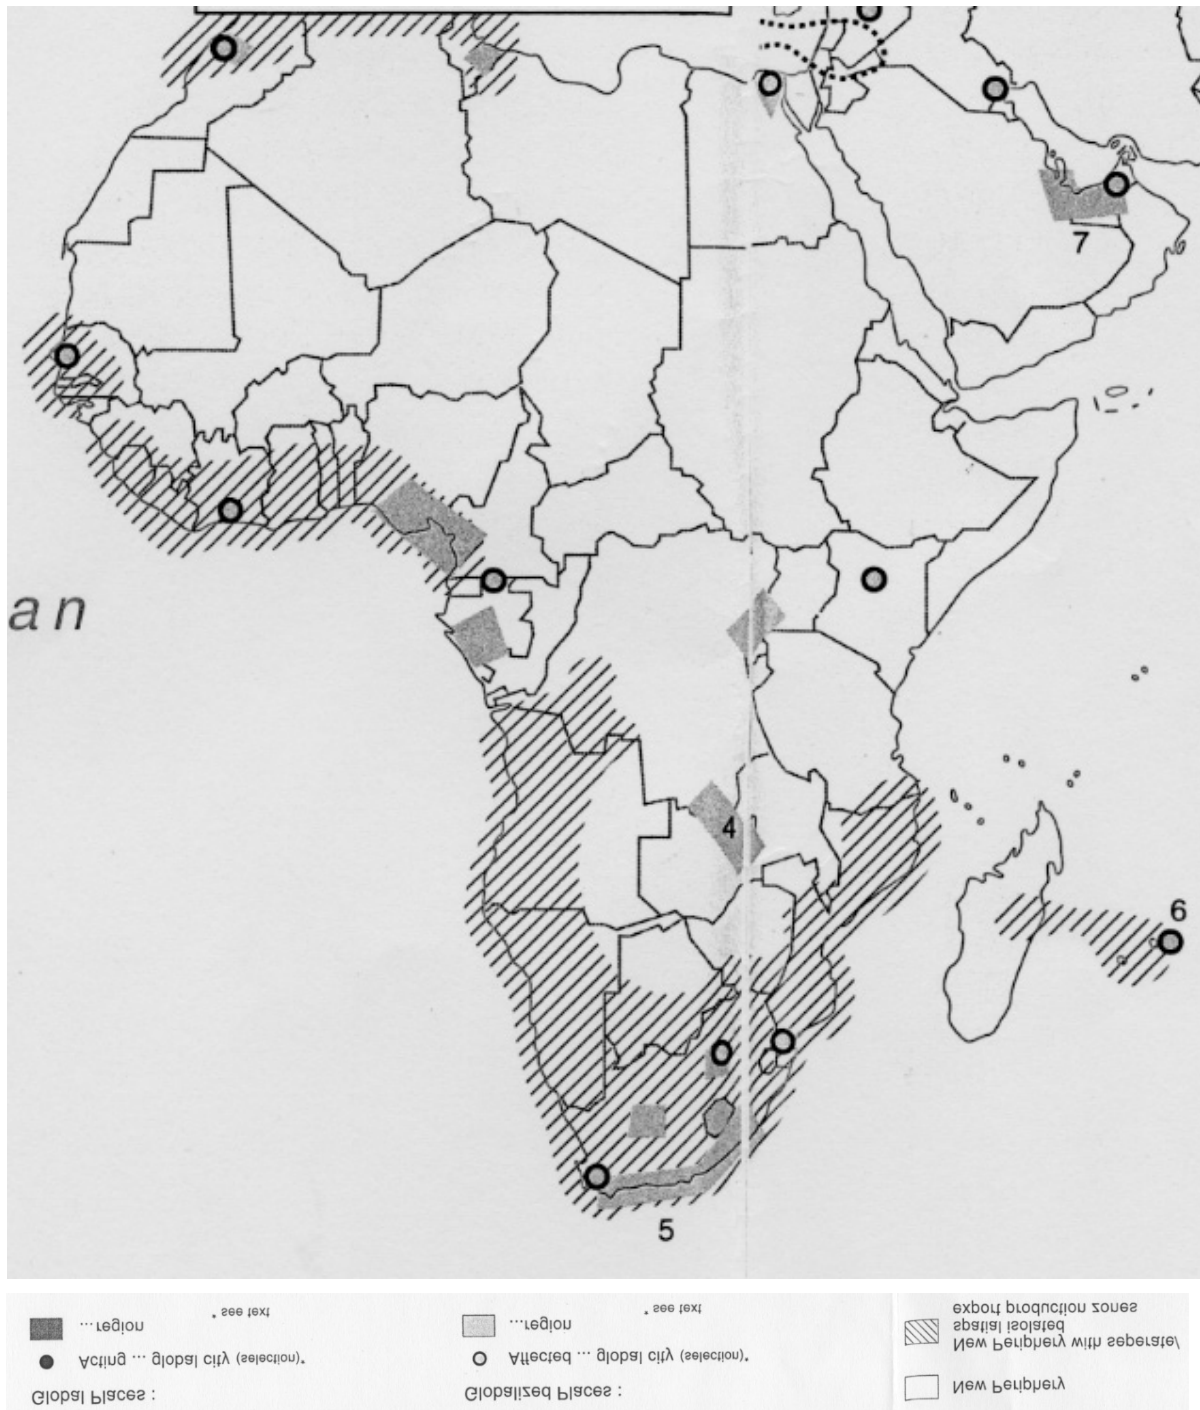 7
an
4
6
5
Global Places :
Acting ... global city (selection)*
...region
* see text
Globalized Places :
Affected ... global city (selection)*
...region
* see text
New Periphery
New Periphery with seperate/
spatial isolated
export production zones